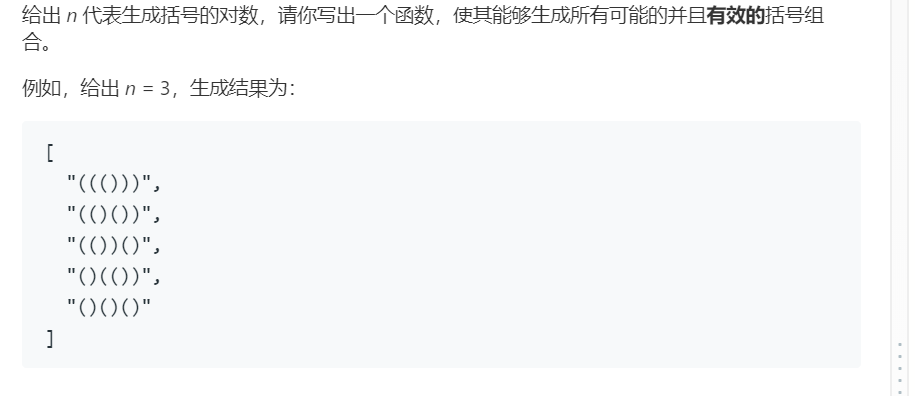 给出 n 代表生成括号的对数，请你写出一个函数，使其能够生成所有可能的并且有效的括号组
合。
例如，给出 n = 3，生成结果为：
[
"((()))",
"(()())",
"(())()",
"()(())",
"()()()"
]